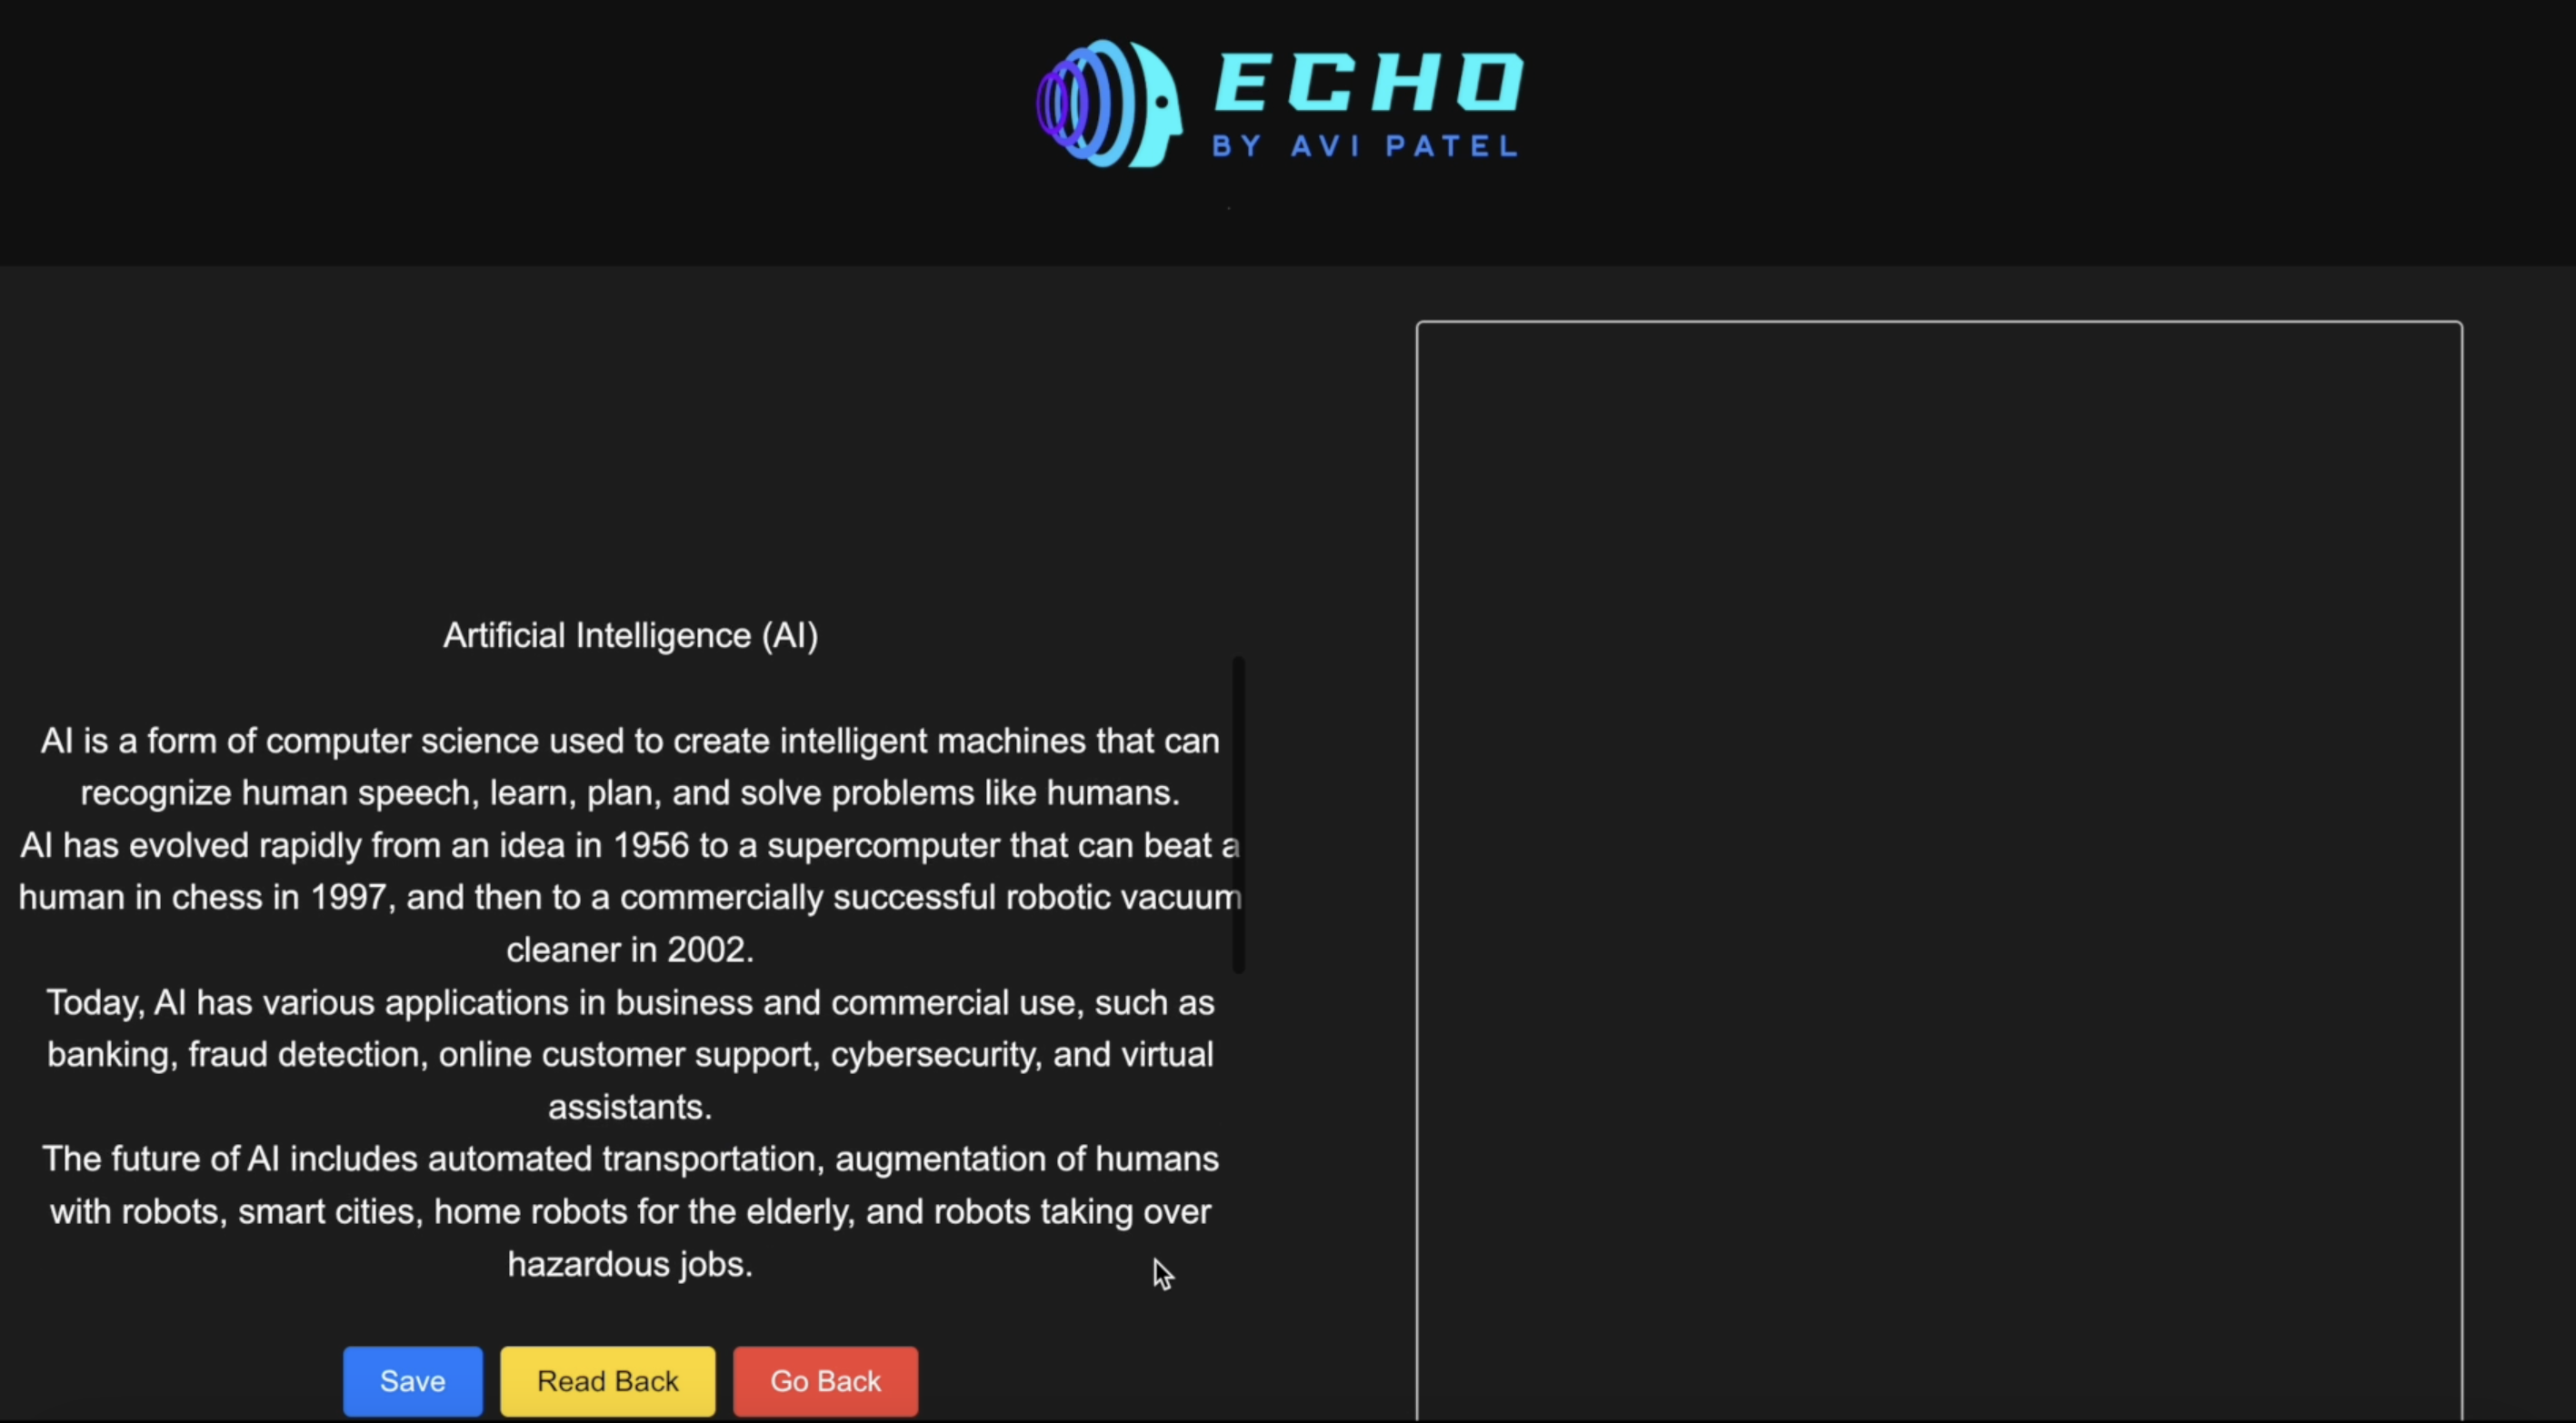 ECHO
BY AVI PATEL
Artificial Intelligence (AI)
AI is a form of computer science used to create intelligent machines that can
recognize human speech, learn, plan, and solve problems like humans.
AI has evolved rapidly from an idea in 1956 to a supercomputer that can beat a
human in chess in 1997, and then to a commercially successful robotic vacuum
cleaner in 2002.
Today, AI has various applications in business and commercial use, such as
banking, fraud detection, online customer support, cybersecurity, and virtual
assistants.
The future of AI includes automated transportation, augmentation of humans
with robots, smart cities, home robots for the elderly, and robots taking over
hazardous jobs.
Save Read Back Go Back